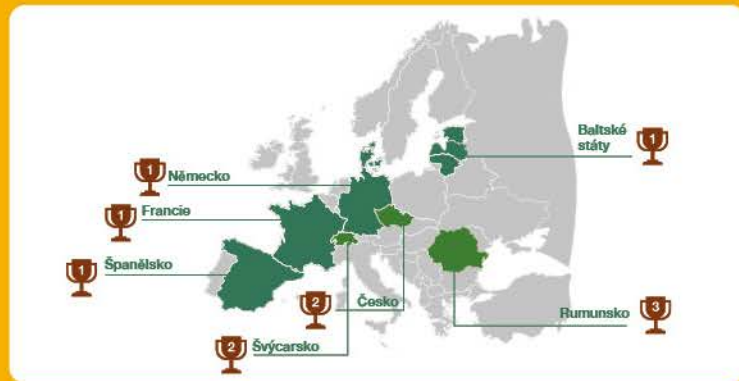 Baltské
státy
1
1
Německo
1
Francie
1
Španělsko
2
Česko
Rumunsko
3
2
Švýcarsko